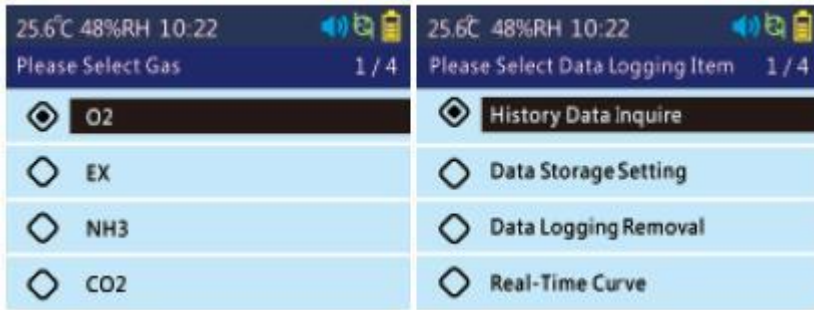 25.6℃ 48%RH 10:22
Please Select Gas 1/4
O2
EX
NH3
CO2
25.6℃ 48%RH 10:22
Please Select Data Logging Item 1/4
History Data Inquire
Data Storage Setting
Data Logging Removal
Real-Time Curve